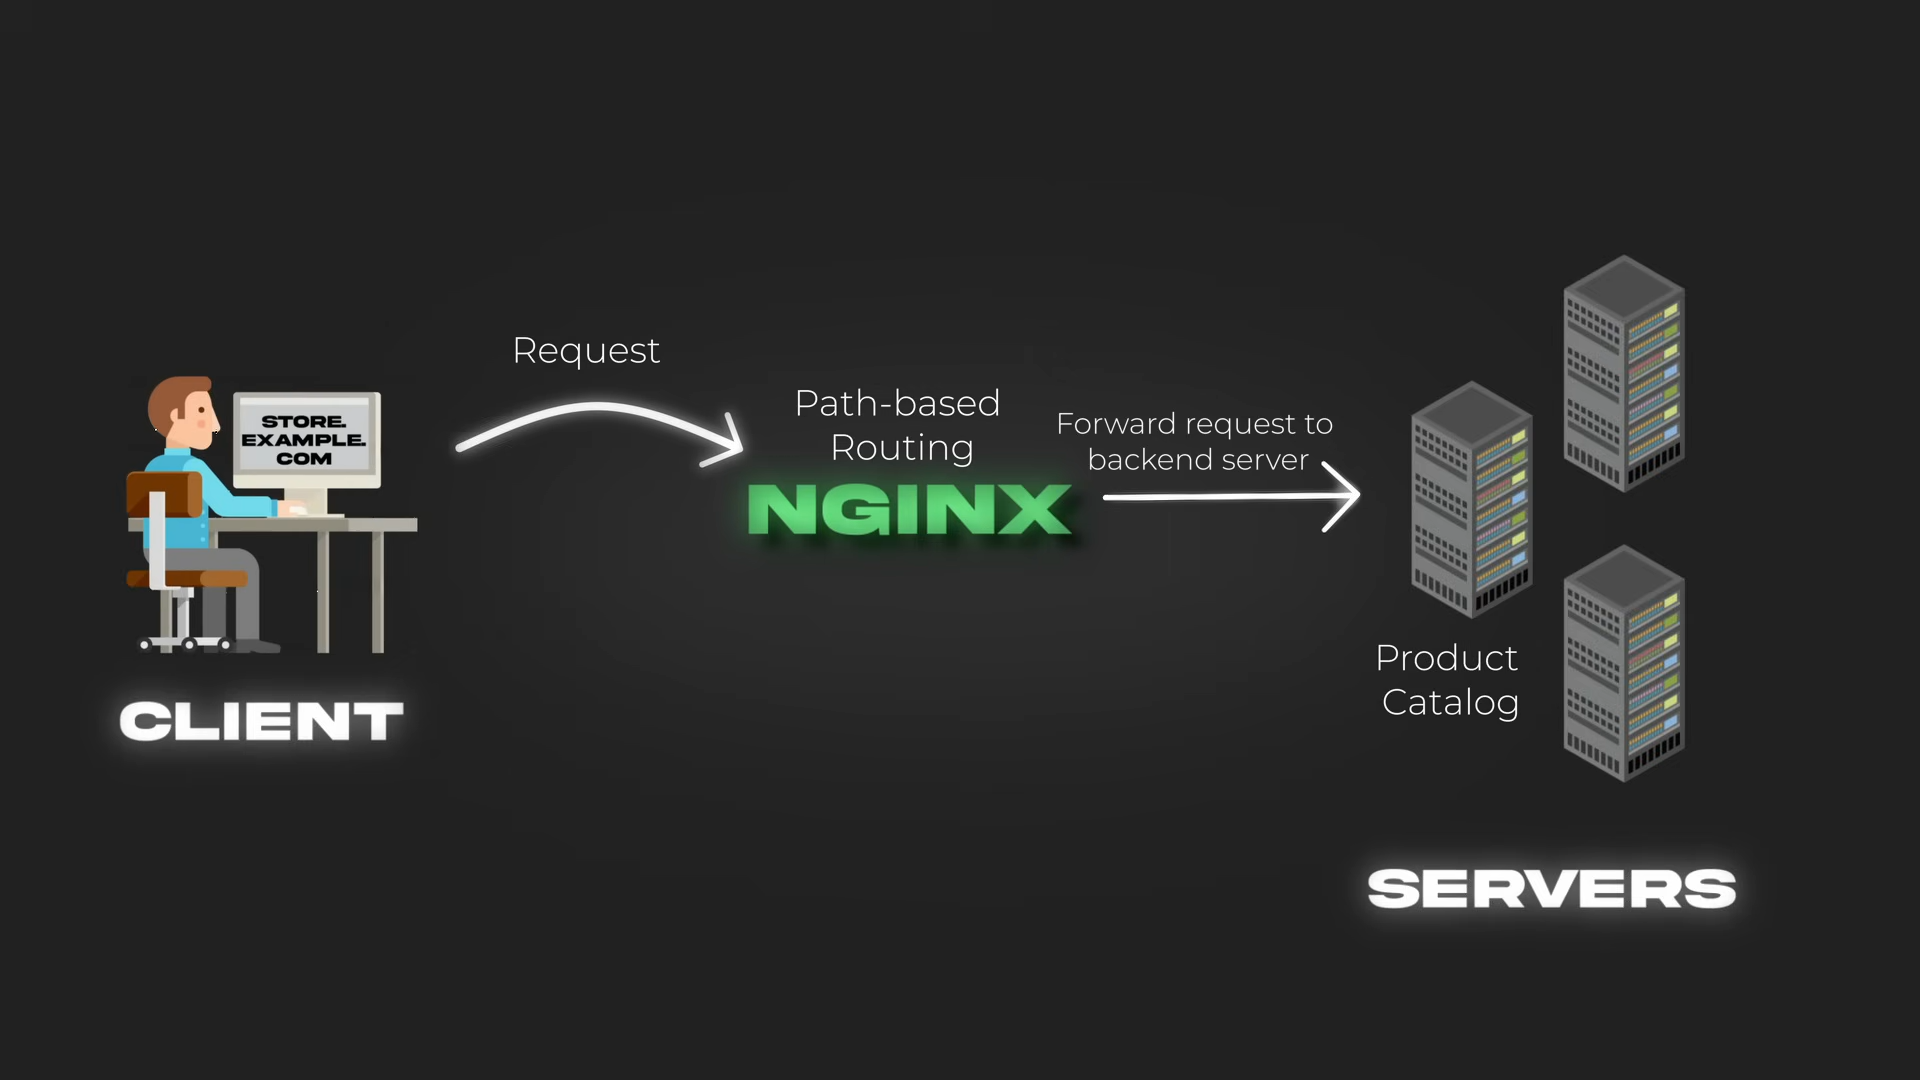 Request
Path-based
Routing
Forward request to
backend server
STORE.
EXAMPLE.
COM
NGINX
Product
Catalog
CLIENT
SERVERS